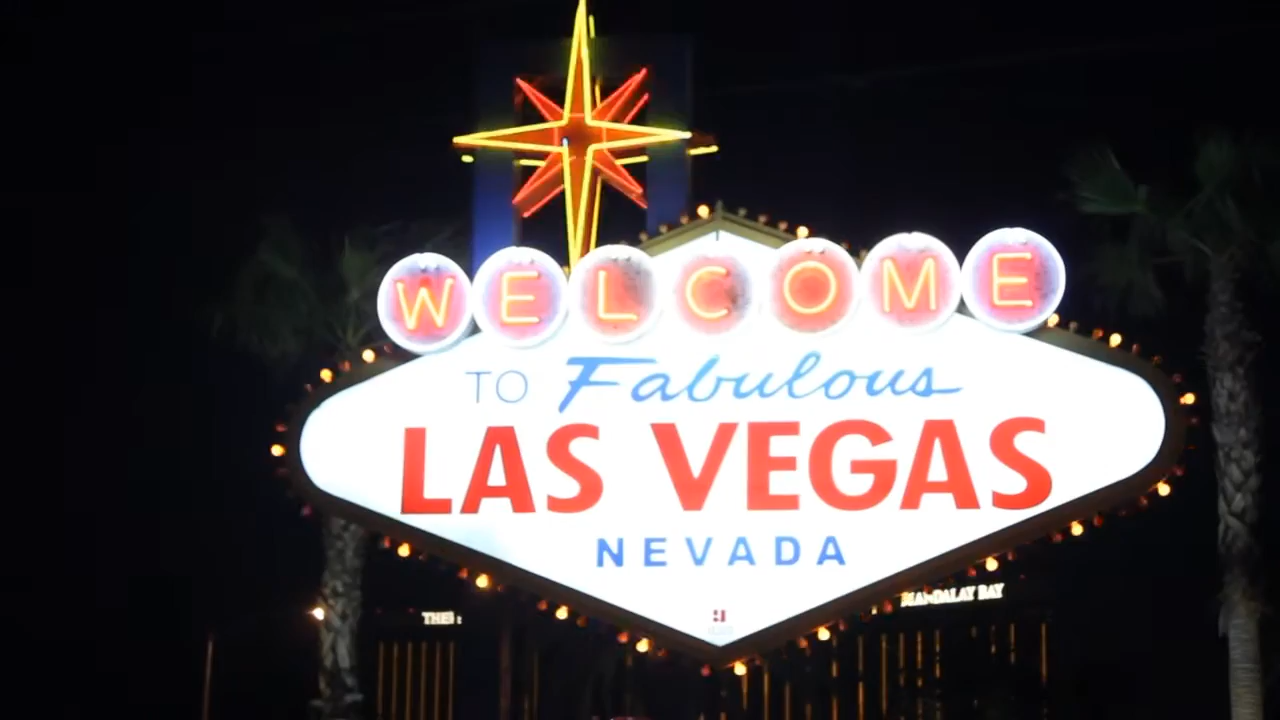 WELCOME
TO Fabulous
LAS VEGAS
NEVADA
MANDALAY BAY